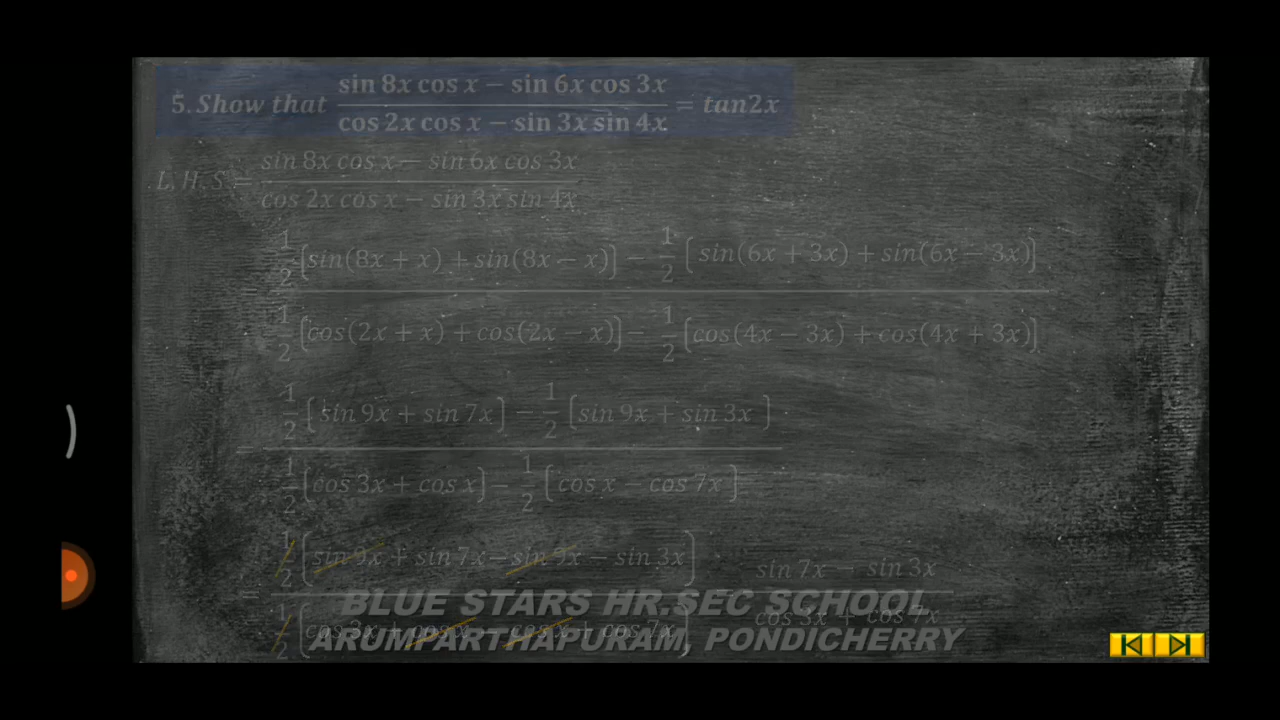 5. Show that (sin 8x cos x − sin 6x cos 3x) / (cos 2x cos x − sin 3x sin 4x) = tan2x
.L.H.S = (sin 8x cos x − sin 6x cos 3x) / (cos 2x cos x − sin 3x sin 4x)
1/2 [sin(8x + x) + sin(8x − x)] − 1/2 [sin(6x + 3x) + sin(6x − 3x)]
1/2 [cos(2x + x) + cos(2x − x)] − 1/2 [cos(4x − 3x) + cos(4x + 3x)]
1/2 [sin 9x + sin 7x] − 1/2 [sin 9x + sin 3x ]
1/2 [cos 3x + cos x] − 1/2 [cos x − cos 7x]
= 1/2 [sin 9x + sin 7x − sin 9x − sin 3x] sin 7x − sin 3x
1/2 [cos 3x + cos x − cos x + cos 7x] cos 3x + cos 7x
BLUE STARS HR.SEC SCHOOL
ARUMPARTHAPURAM, PONDICHERRY